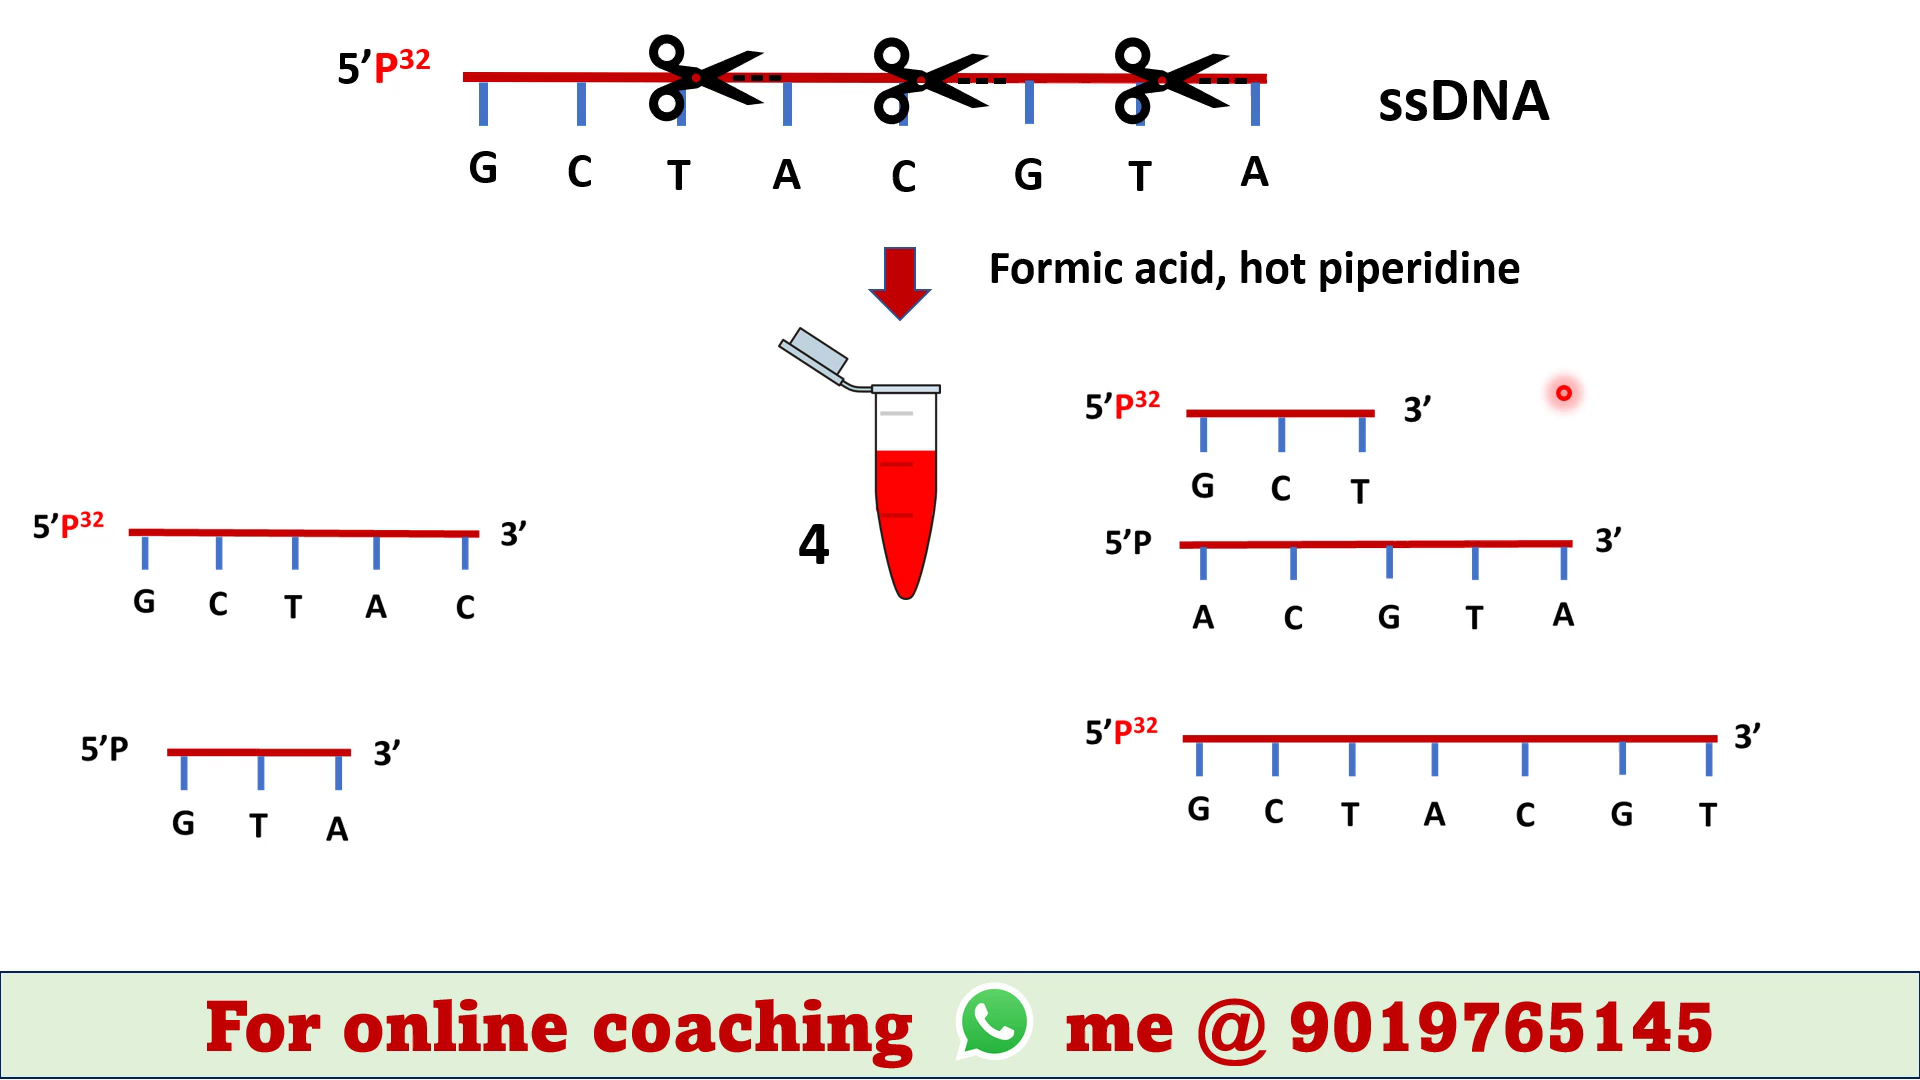 5’P32
ssDNA
G C T A C G T A
Formic acid, hot piperidine
5’P32 3’
G C T
5’P32 3’
G C T A C
4
5’P 3’
A C G T A
5’P32 3’
G C T A C G T
5’P 3’
G T A
For online coaching me @ 9019765145